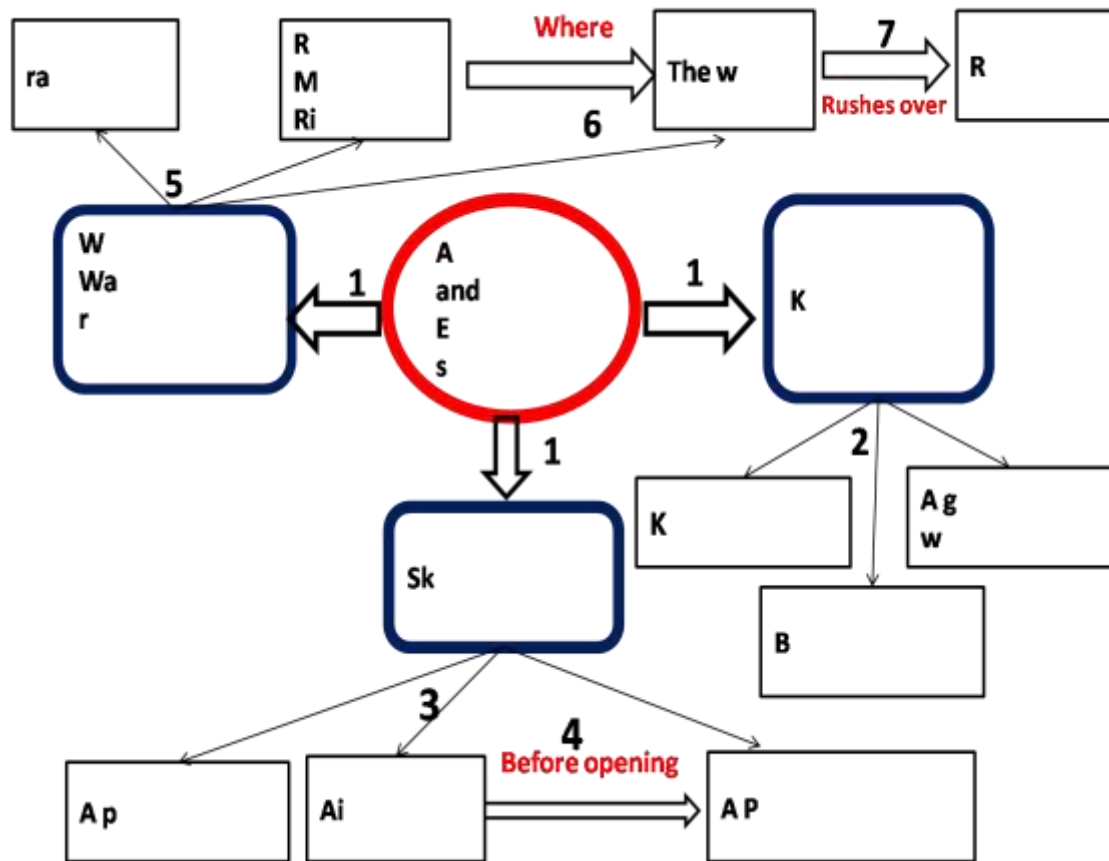 Where
7
ra
R
M
Ri
The w
R
Rushes over
6
5
W
Wa
r
1
A
and
E
s
1
K
1
2
K
A g
w
Sk
B
3
4
Before opening
A p
Ai
A P